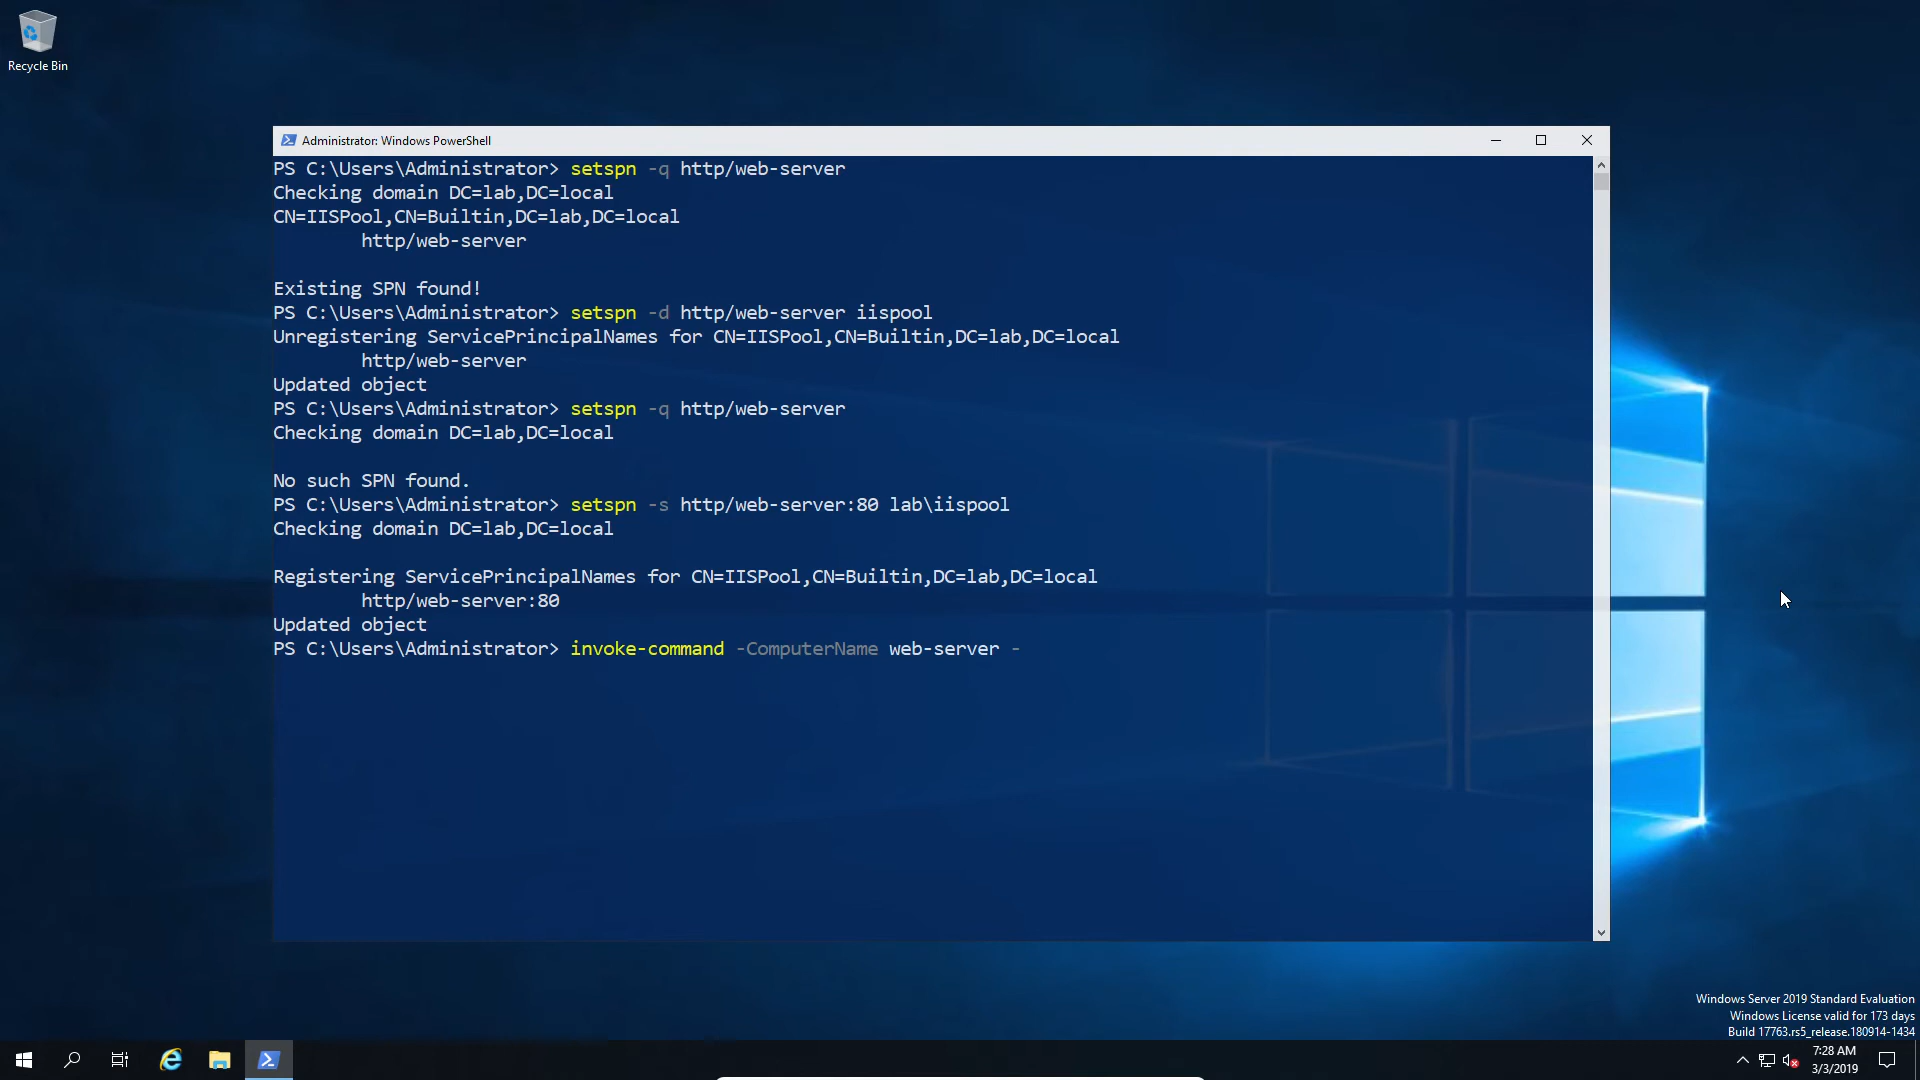 Recycle Bin
Administrator: Windows PowerShell
PS C:\Users\Administrator> setspn -q http/web-server
Checking domain DC=lab,DC=local
CN=IISPool,CN=Builtin,DC=lab,DC=local
        http/web-server
Existing SPN found!
PS C:\Users\Administrator> setspn -d http/web-server iispool
Unregistering ServicePrincipalNames for CN=IISPool,CN=Builtin,DC=lab,DC=local
        http/web-server
Updated object
PS C:\Users\Administrator> setspn -q http/web-server
Checking domain DC=lab,DC=local
No such SPN found.
PS C:\Users\Administrator> setspn -s http/web-server:80 lab\iispool
Checking domain DC=lab,DC=local
Registering ServicePrincipalNames for CN=IISPool,CN=Builtin,DC=lab,DC=local
        http/web-server:80
Updated object
PS C:\Users\Administrator> invoke-command -ComputerName web-server -
Windows Server 2019 Standard Evaluation
Windows License valid for 173 days
Build 17763.rs5_release.180914-1434
7:28 AM
3/3/2019